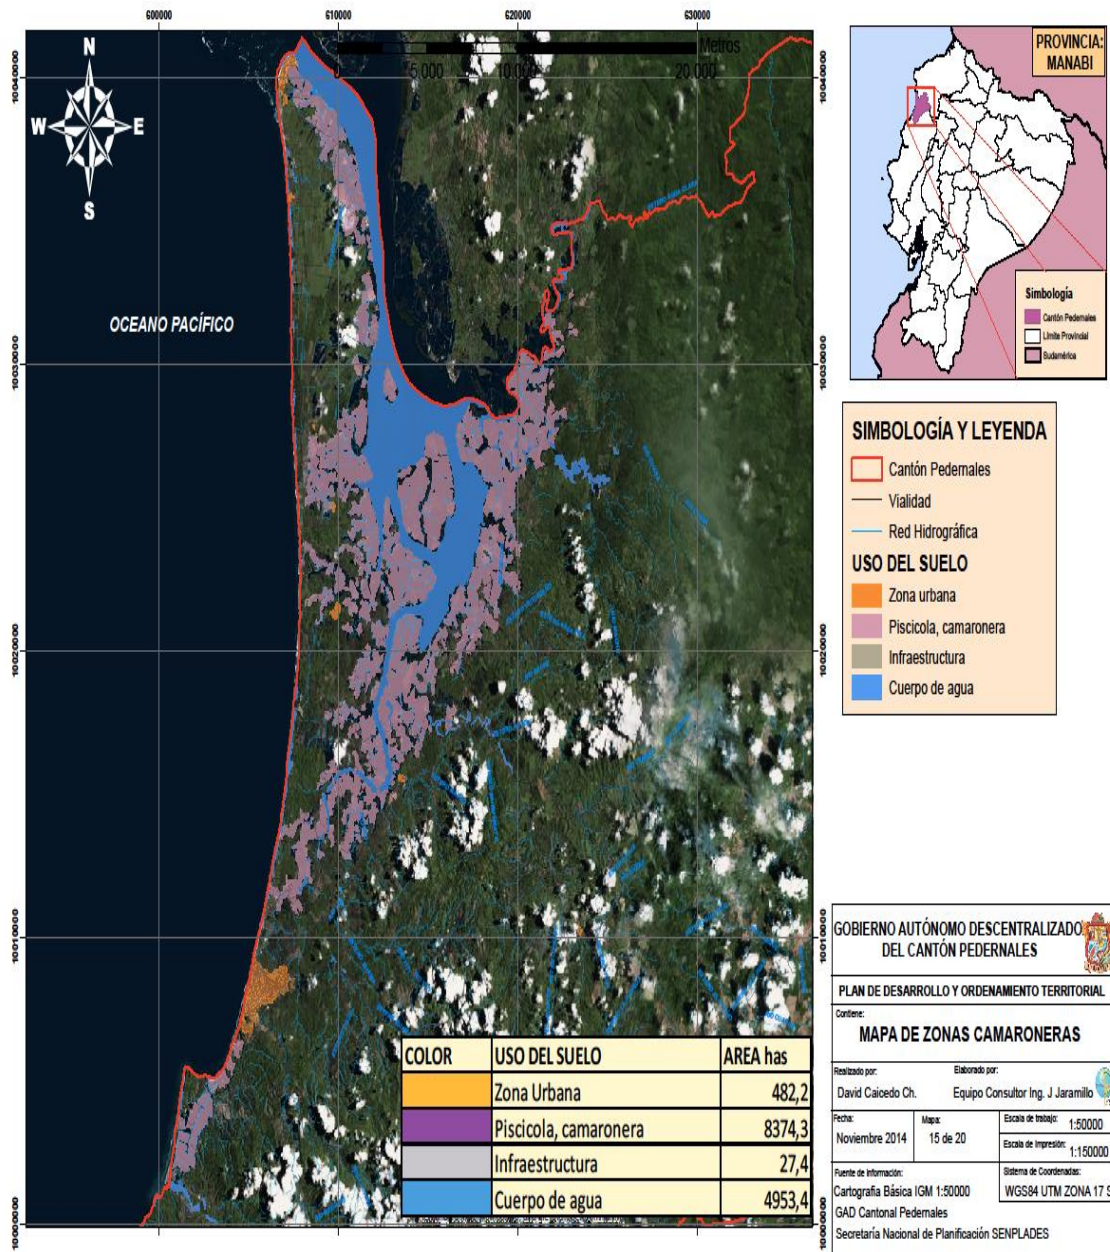 600000
610000
620000
630000
N
W
E
S
Metros
0
5 000
10 000
20 000
10040000
10030000
10020000
10010000
10000000
10040000
10030000
10020000
10010000
10000000
OCEANO PACÍFICO
COLOR USO DEL SUELO AREA has
Zona Urbana 482,2
Piscicola, camaronera 8374,3
Infraestructura 27,4
Cuerpo de agua 4953,4
PROVINCIA:
MANABI
Simbología
Cantón Pedernales
Límite Provincial
Sudamérica
SIMBOLOGÍA Y LEYENDA
Cantón Pedernales
Vialidad
Red Hidrográfica
USO DEL SUELO
Zona urbana
Piscicola, camaronera
Infraestructura
Cuerpo de agua
GOBIERNO AUTÓNOMO DESCENTRALIZADO
DEL CANTÓN PEDERNALES
PLAN DE DESARROLLO Y ORDENAMIENTO TERRITORIAL
Contiene:
MAPA DE ZONAS CAMARONERAS
Realizado por:
David Caicedo Ch.
Elaborado por:
Equipo Consultor Ing. J Jaramillo
Fecha:
Noviembre 2014
Mapa:
15 de 20
Escala de trabajo: 1:50000
Escala de Impresión: 1:150000
Fuente de Información:
Cartografía Básica IGM 1:50000
GAD Cantonal Pedernales
Secretaría Nacional de Planificación SENPLADES
Sistema de Coordenadas:
WGS84 UTM ZONA 17 S